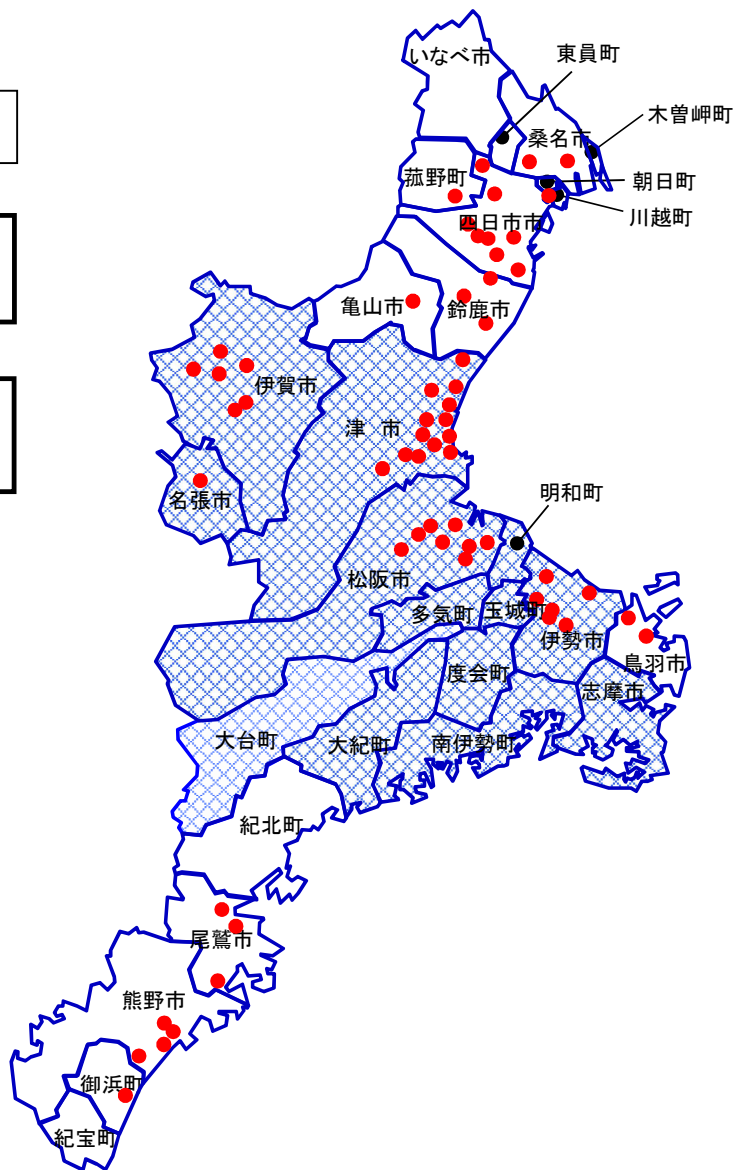 いなべ市
東員町
木曽岬町
桑名市
朝日町
菰野町
川越町
四日市市
亀山市
鈴鹿市
伊賀市
津 市
名張市
明和町
松阪市
多気町
玉城町
伊勢市
鳥羽市
度会町
志摩市
大台町
大紀町
南伊勢町
紀北町
尾鷲市
熊野市
御浜町
紀宝町